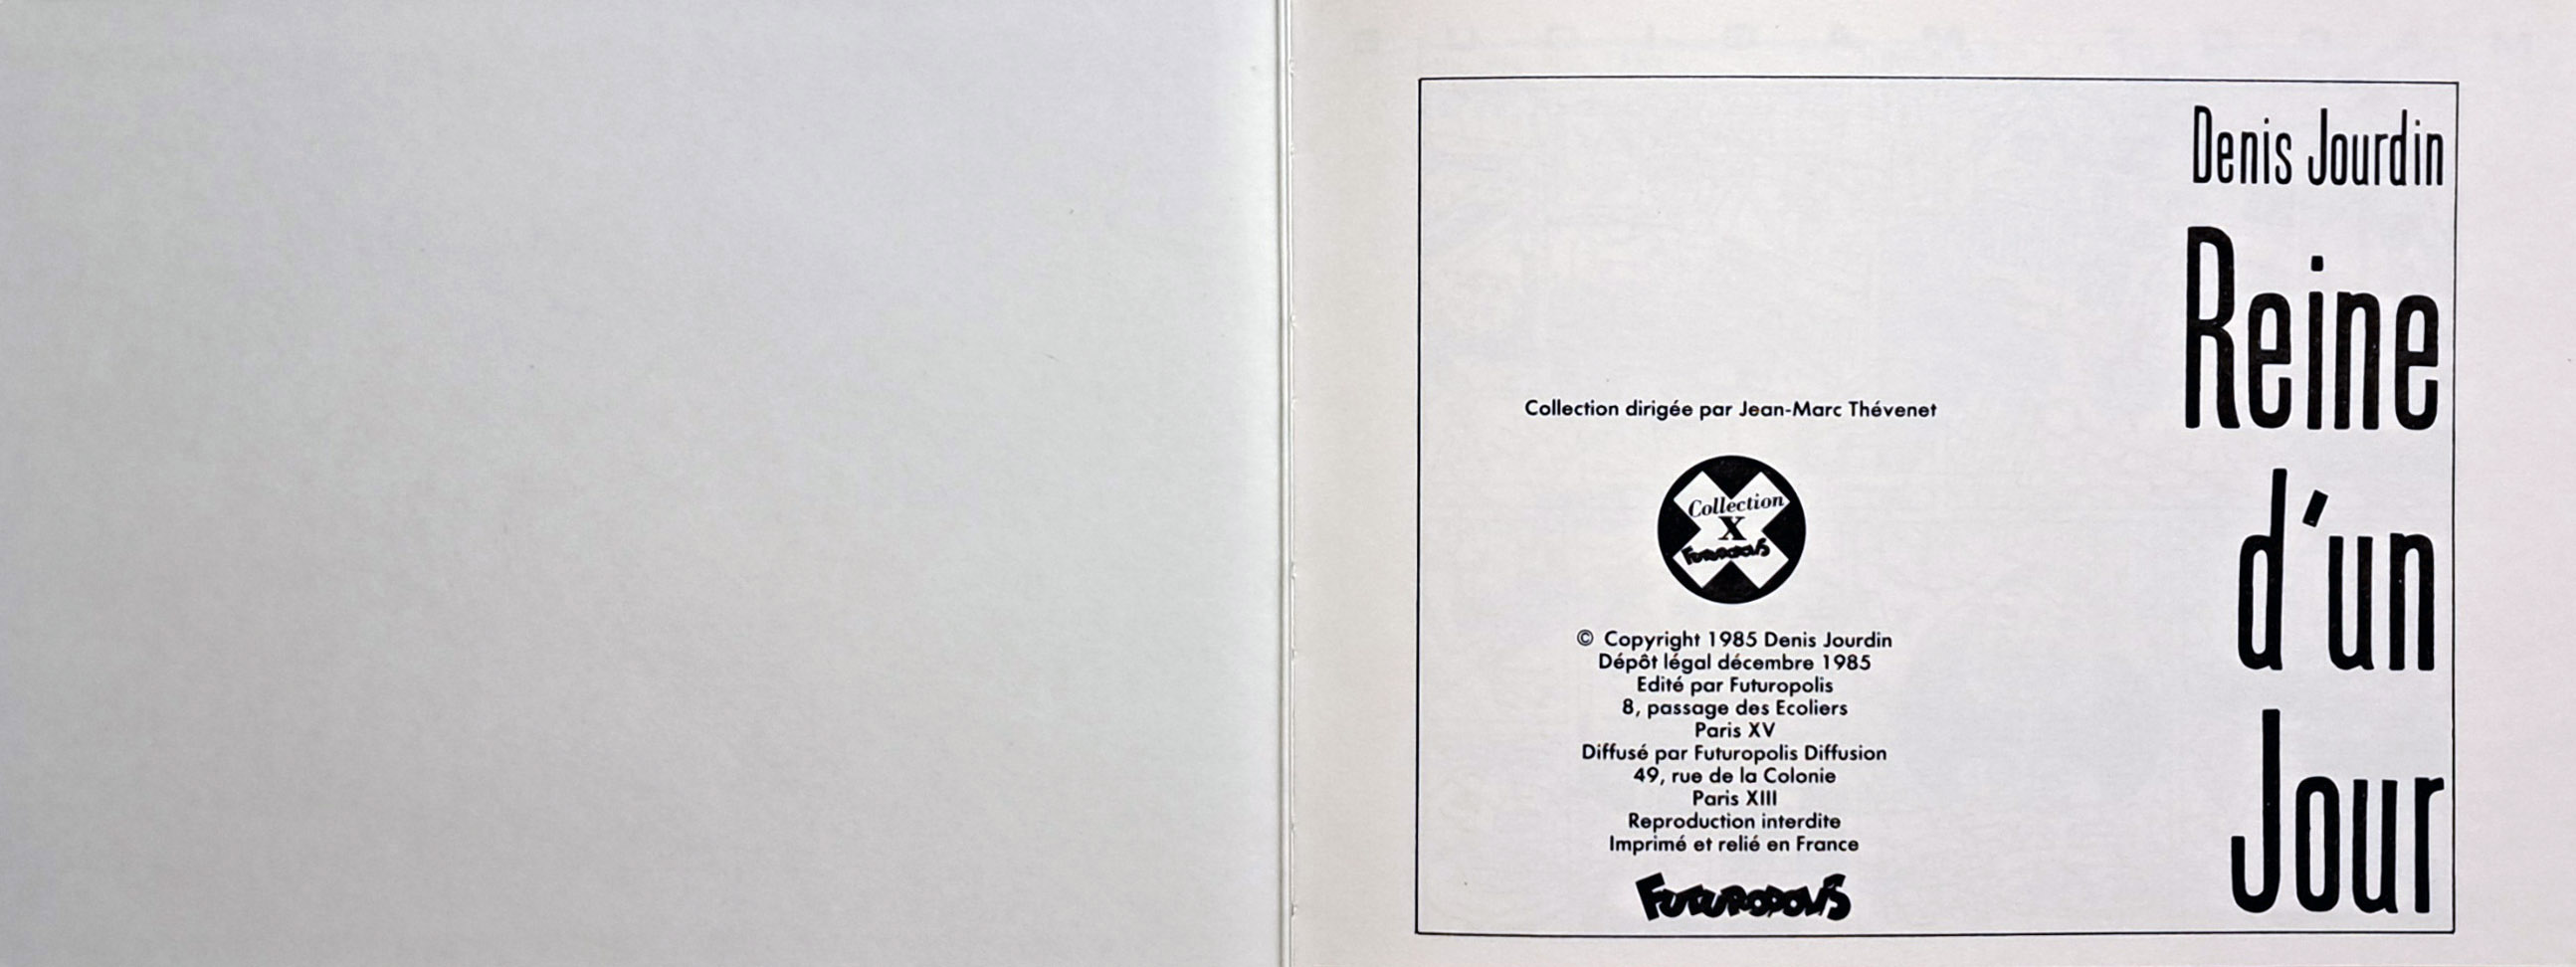 Denis Jourdin
Reine
d'un
Jour
Collection dirigée par Jean-Marc Thévenet
Collection
X
FUTUROPOLIS
© Copyright 1985 Denis Jourdin
Dépôt légal décembre 1985
Edité par Futuropolis
8, passage des Ecoliers
Paris XV
Diffusé par Futuropolis Diffusion
49, rue de la Colonie
Paris XIII
Reproduction interdite
Imprimé et relié en France
FUTUROPOLIS